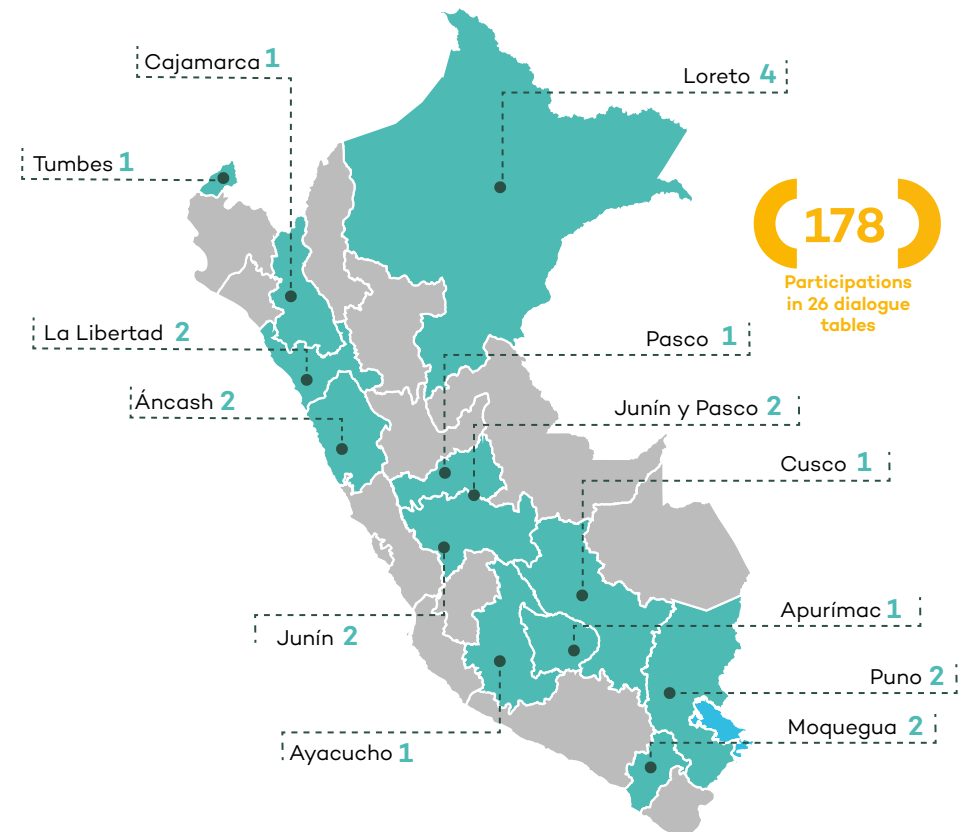 Cajamarca 1
Loreto 4
Tumbes 1
178
Participations
in 26 dialogue
tables
La Libertad 2
Pasco 1
Áncash 2
Junín y Pasco 2
Cusco 1
Apurímac 1
Junín 2
Puno 2
Moquegua 2
Ayacucho 1